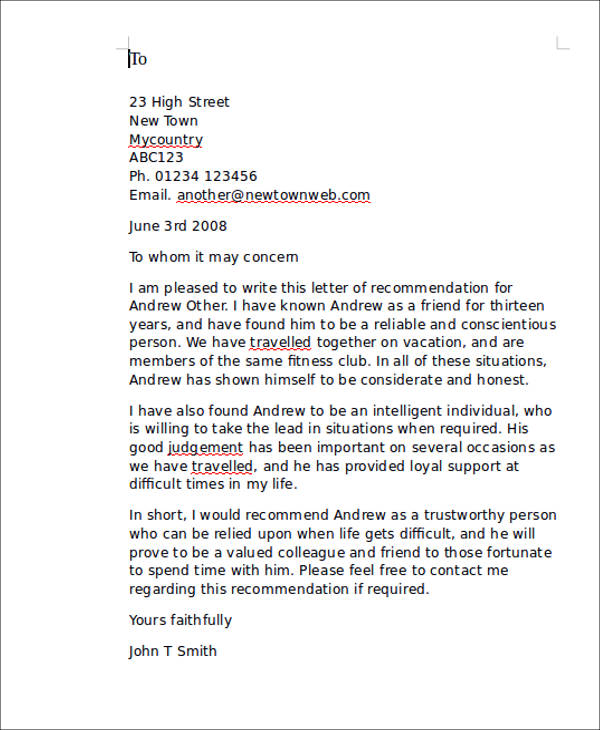 To
23 High Street
New Town
Mycountry
ABC123
Ph. 01234 123456
Email. another@newtownweb.com
June 3rd 2008
To whom it may concern
I am pleased to write this letter of recommendation for
Andrew Other. I have known Andrew as a friend for thirteen
years, and have found him to be a reliable and conscientious
person. We have travelled together on vacation, and are
members of the same fitness club. In all of these situations,
Andrew has shown himself to be considerate and honest.
I have also found Andrew to be an intelligent individual, who
is willing to take the lead in situations when required. His
good judgement has been important on several occasions as
we have travelled, and he has provided loyal support at
difficult times in my life.
In short, I would recommend Andrew as a trustworthy person
who can be relied upon when life gets difficult, and he will
prove to be a valued colleague and friend to those fortunate
to spend time with him. Please feel free to contact me
regarding this recommendation if required.
Yours faithfully
John T Smith